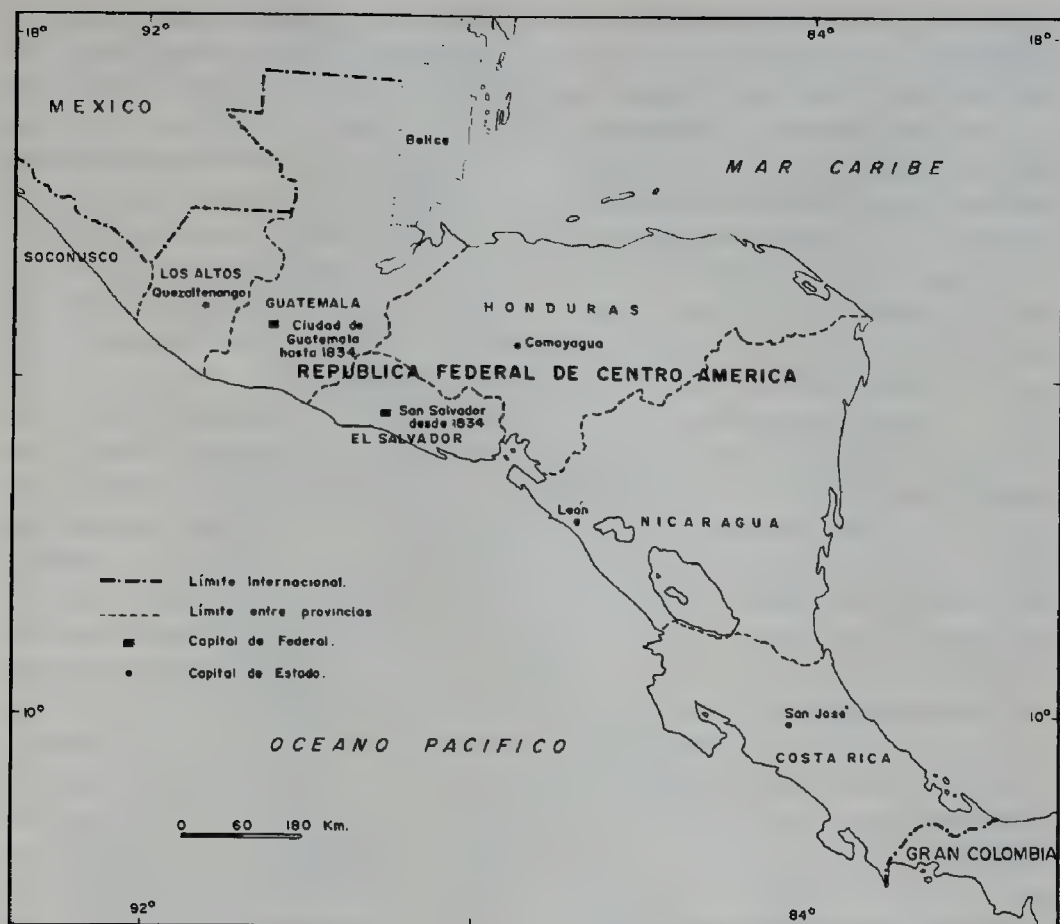 18° 92° 84° 18°
MEXICO
Belice
MAR CARIBE
SOCONUSCO
LOS ALTOS
Quezaltenango
GUATEMALA
Ciudad de
Guatemala
hasta 1834
HONDURAS
Comayagua
REPUBLICA FEDERAL DE CENTRO AMERICA
San Salvador
desde 1834
EL SALVADOR
León
NICARAGUA
Límite Internacional.
Límite entre provincias
Capital de Federal.
Capital de Estado.
10° 10°
San José
OCEANO PACIFICO
COSTA RICA
0 60 180 Km.
GRAN COLOMBIA
92° 84°